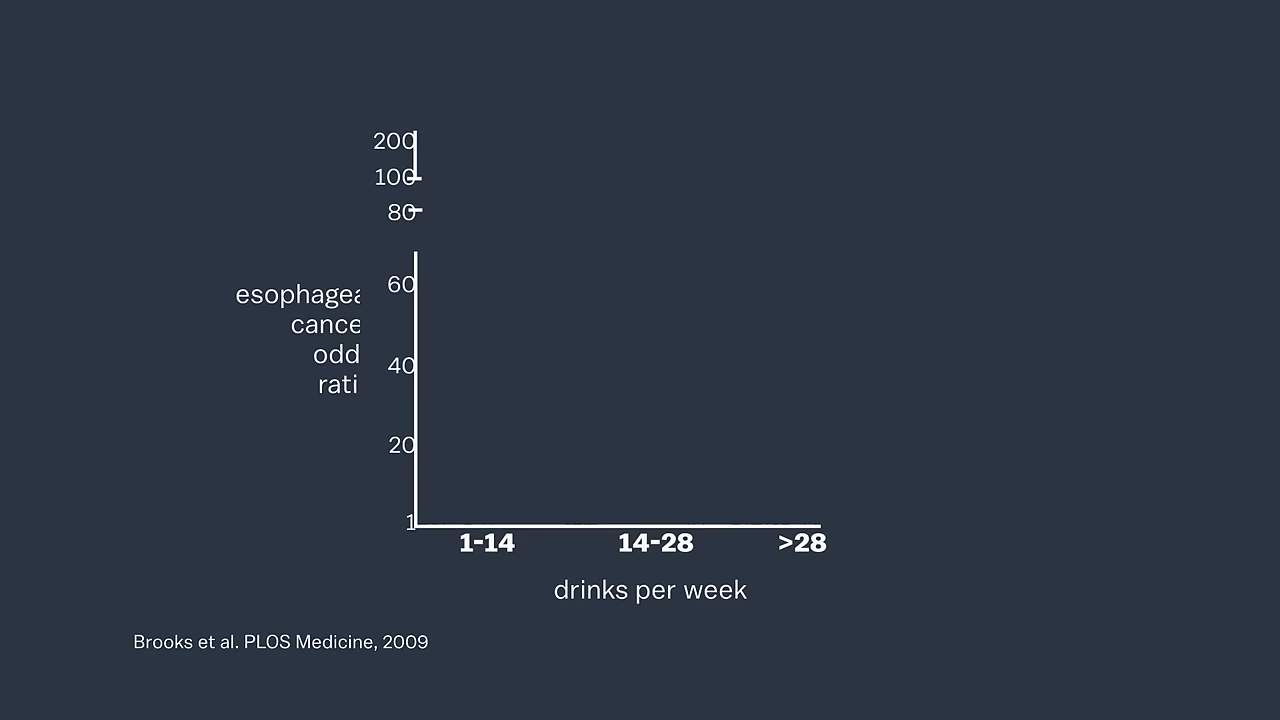 200
100
80
60
esophagea
cance
odd
rati
40
20
1
1-14 14-28 >28
drinks per week
Brooks et al. PLOS Medicine, 2009